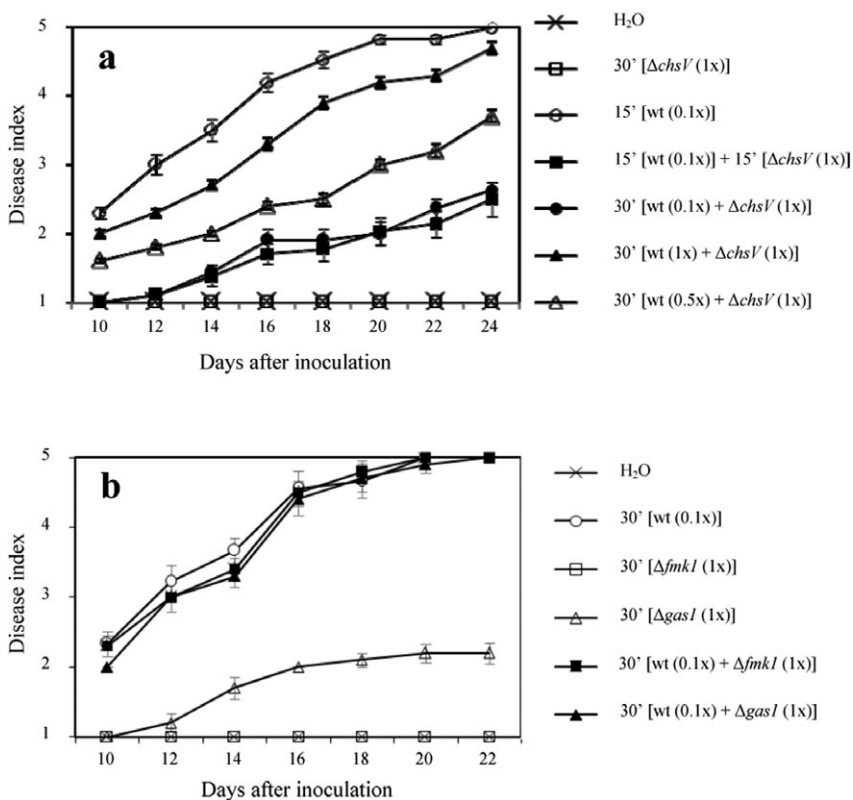 a
Disease index
5
4
3
2
1
10 12 14 16 18 20 22 24
Days after inoculation
H₂O
30’ [ΔchsV (1x)]
15’ [wt (0.1x)]
15’ [wt (0.1x)] + 15’ [ΔchsV (1x)]
30’ [wt (0.1x) + ΔchsV (1x)]
30’ [wt (1x) + ΔchsV (1x)]
30’ [wt (0.5x) + ΔchsV (1x)]
b
Disease index
5
4
3
2
1
10 12 14 16 18 20 22
Days after inoculation
H₂O
30’ [wt (0.1x)]
30’ [Δfmk1 (1x)]
30’ [Δgas1 (1x)]
30’ [wt (0.1x) + Δfmk1 (1x)]
30’ [wt (0.1x) + Δgas1 (1x)]